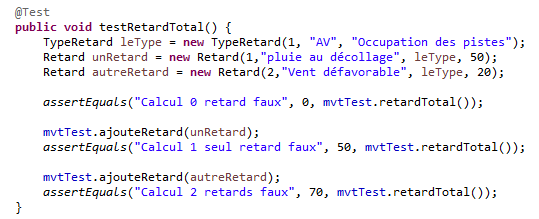 @Test
public void testRetardTotal() {
    TypeRetard leType = new TypeRetard(1, "AV", "Occupation des pistes");
    Retard unRetard = new Retard(1,"pluie au décollage", leType, 50);
    Retard autreRetard = new Retard(2,"Vent défavorable", leType, 20);
    assertEquals("Calcul 0 retard faux", 0, mvtTest.retardTotal());
    mvtTest.ajouteRetard(unRetard);
    assertEquals("Calcul 1 seul retard faux", 50, mvtTest.retardTotal());
    mvtTest.ajouteRetard(autreRetard);
    assertEquals("Calcul 2 retards faux", 70, mvtTest.retardTotal());
}